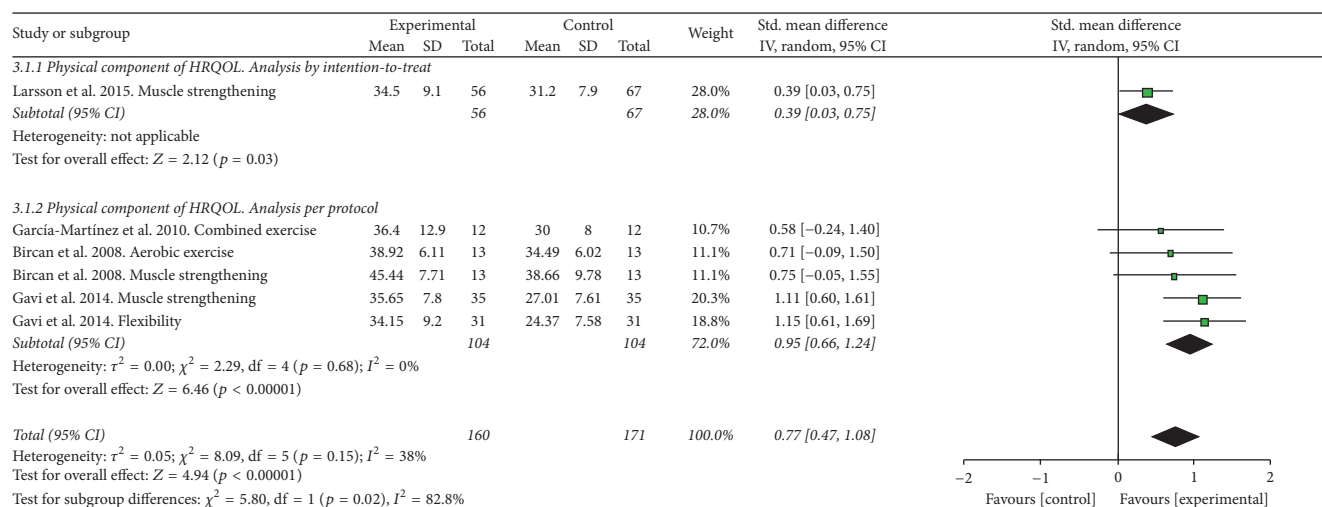 Study or subgroup Experimental Control Weight Std. mean difference Std. mean difference
Mean SD Total Mean SD Total IV, random, 95% CI IV, random, 95% CI
3.1.1 Physical component of HRQOL. Analysis by intention-to-treat
Larsson et al. 2015. Muscle strengthening 34.5 9.1 56 31.2 7.9 67 28.0% 0.39 [0.03, 0.75]
Subtotal (95% CI) 56 67 28.0% 0.39 [0.03, 0.75]
Heterogeneity: not applicable
Test for overall effect: Z = 2.12 (p = 0.03)
3.1.2 Physical component of HRQOL. Analysis per protocol
García-Martínez et al. 2010. Combined exercise 36.4 12.9 12 30 8 12 10.7% 0.58 [−0.24, 1.40]
Bircan et al. 2008. Aerobic exercise 38.92 6.11 13 34.49 6.02 13 11.1% 0.71 [−0.09, 1.50]
Bircan et al. 2008. Muscle strengthening 45.44 7.71 13 38.66 9.78 13 11.1% 0.75 [−0.05, 1.55]
Gavi et al. 2014. Muscle strengthening 35.65 7.8 35 27.01 7.61 35 20.3% 1.11 [0.60, 1.61]
Gavi et al. 2014. Flexibility 34.15 9.2 31 24.37 7.58 31 18.8% 1.15 [0.61, 1.69]
Subtotal (95% CI) 104 104 72.0% 0.95 [0.66, 1.24]
Heterogeneity: τ² = 0.00; χ² = 2.29, df = 4 (p = 0.68); I² = 0%
Test for overall effect: Z = 6.46 (p < 0.00001)
Total (95% CI) 160 171 100.0% 0.77 [0.47, 1.08]
Heterogeneity: τ² = 0.05; χ² = 8.09, df = 5 (p = 0.15); I² = 38%
Test for overall effect: Z = 4.94 (p < 0.00001)
Test for subgroup differences: χ² = 5.80, df = 1 (p = 0.02), I² = 82.8%
−2 −1 0 1 2
Favours [control] Favours [experimental]